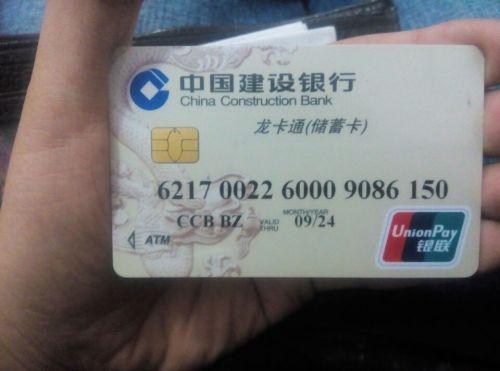 中国建设银行
China Construction Bank
龙卡通(储蓄卡)
6217 0022 6000 9086 150
CCB BZ VALID THRU MONTH/YEAR 09/24
ATM
UnionPay
银联